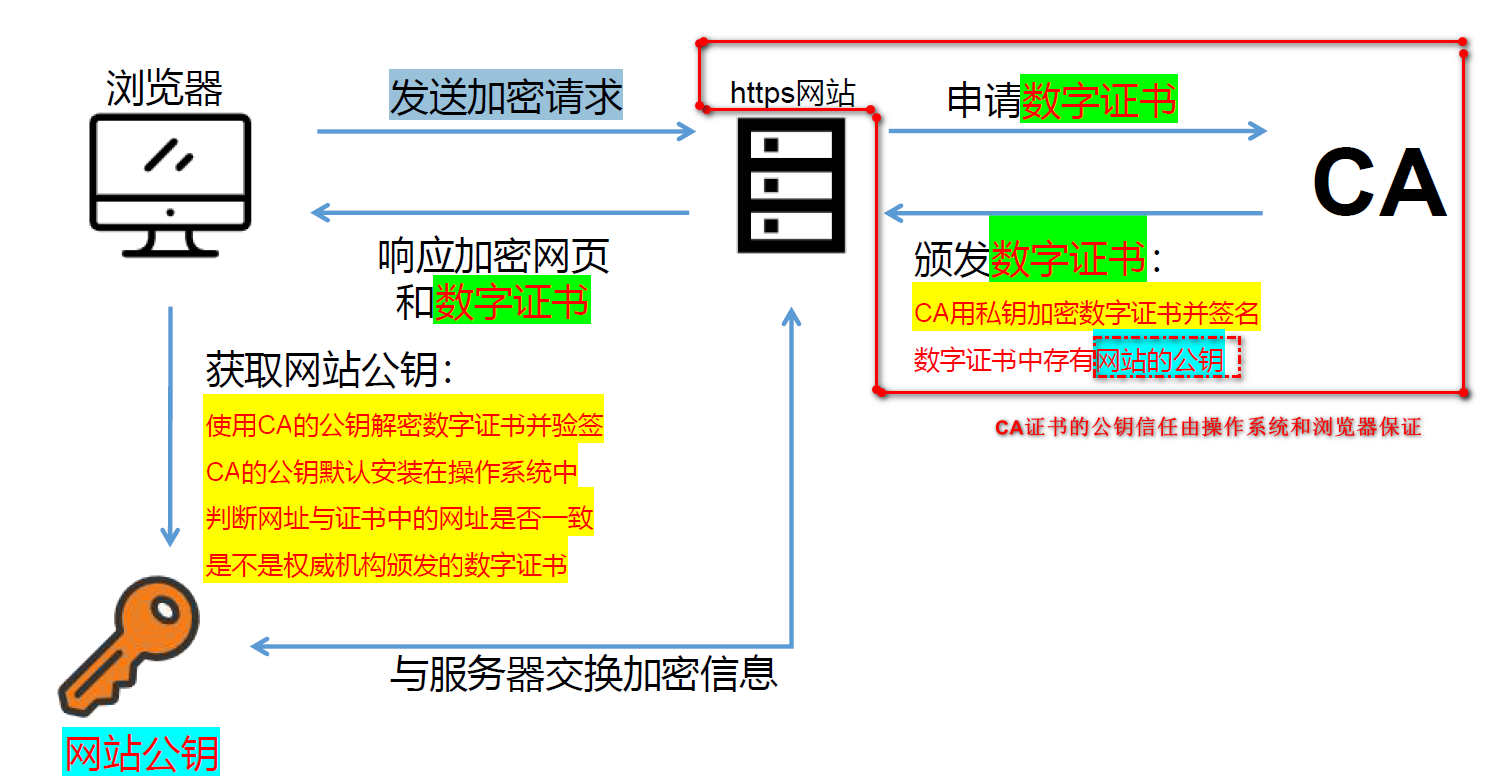 浏览器
发送加密请求
https网站
申请数字证书
CA
响应加密网页
和数字证书
颁发数字证书：
CA用私钥加密数字证书并签名
数字证书中存有网站的公钥
CA证书的公钥信任由操作系统和浏览器保证
获取网站公钥：
使用CA的公钥解密数字证书并验签
CA的公钥默认安装在操作系统中
判断网址与证书中的网址是否一致
是不是权威机构颁发的数字证书
与服务器交换加密信息
网站公钥